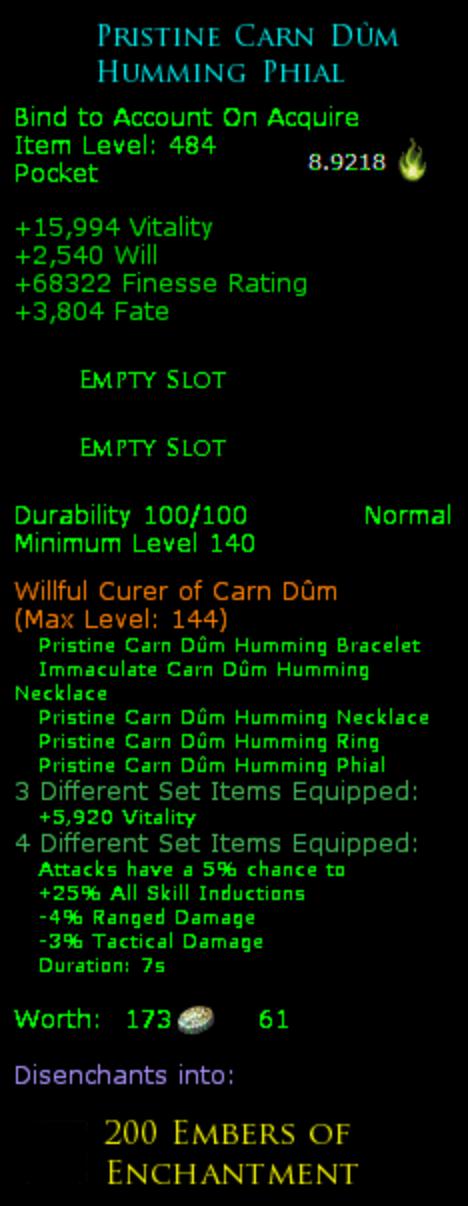 Pristine Carn Dûm
Humming Phial
Bind to Account On Acquire
Item Level: 484
8.9218
Pocket
+15,994 Vitality
+2,540 Will
+68322 Finesse Rating
+3,804 Fate
Empty Slot
Empty Slot
Durability 100/100 Normal
Minimum Level 140
Willful Curer of Carn Dûm
(Max Level: 144)
Pristine Carn Dûm Humming Bracelet
Immaculate Carn Dûm Humming
Necklace
Pristine Carn Dûm Humming Necklace
Pristine Carn Dûm Humming Ring
Pristine Carn Dûm Humming Phial
3 Different Set Items Equipped:
+5,920 Vitality
4 Different Set Items Equipped:
Attacks have a 5% chance to
+25% All Skill Inductions
-4% Ranged Damage
-3% Tactical Damage
Duration: 7s
Worth: 173 61
Disenchants into:
200 Embers of
Enchantment